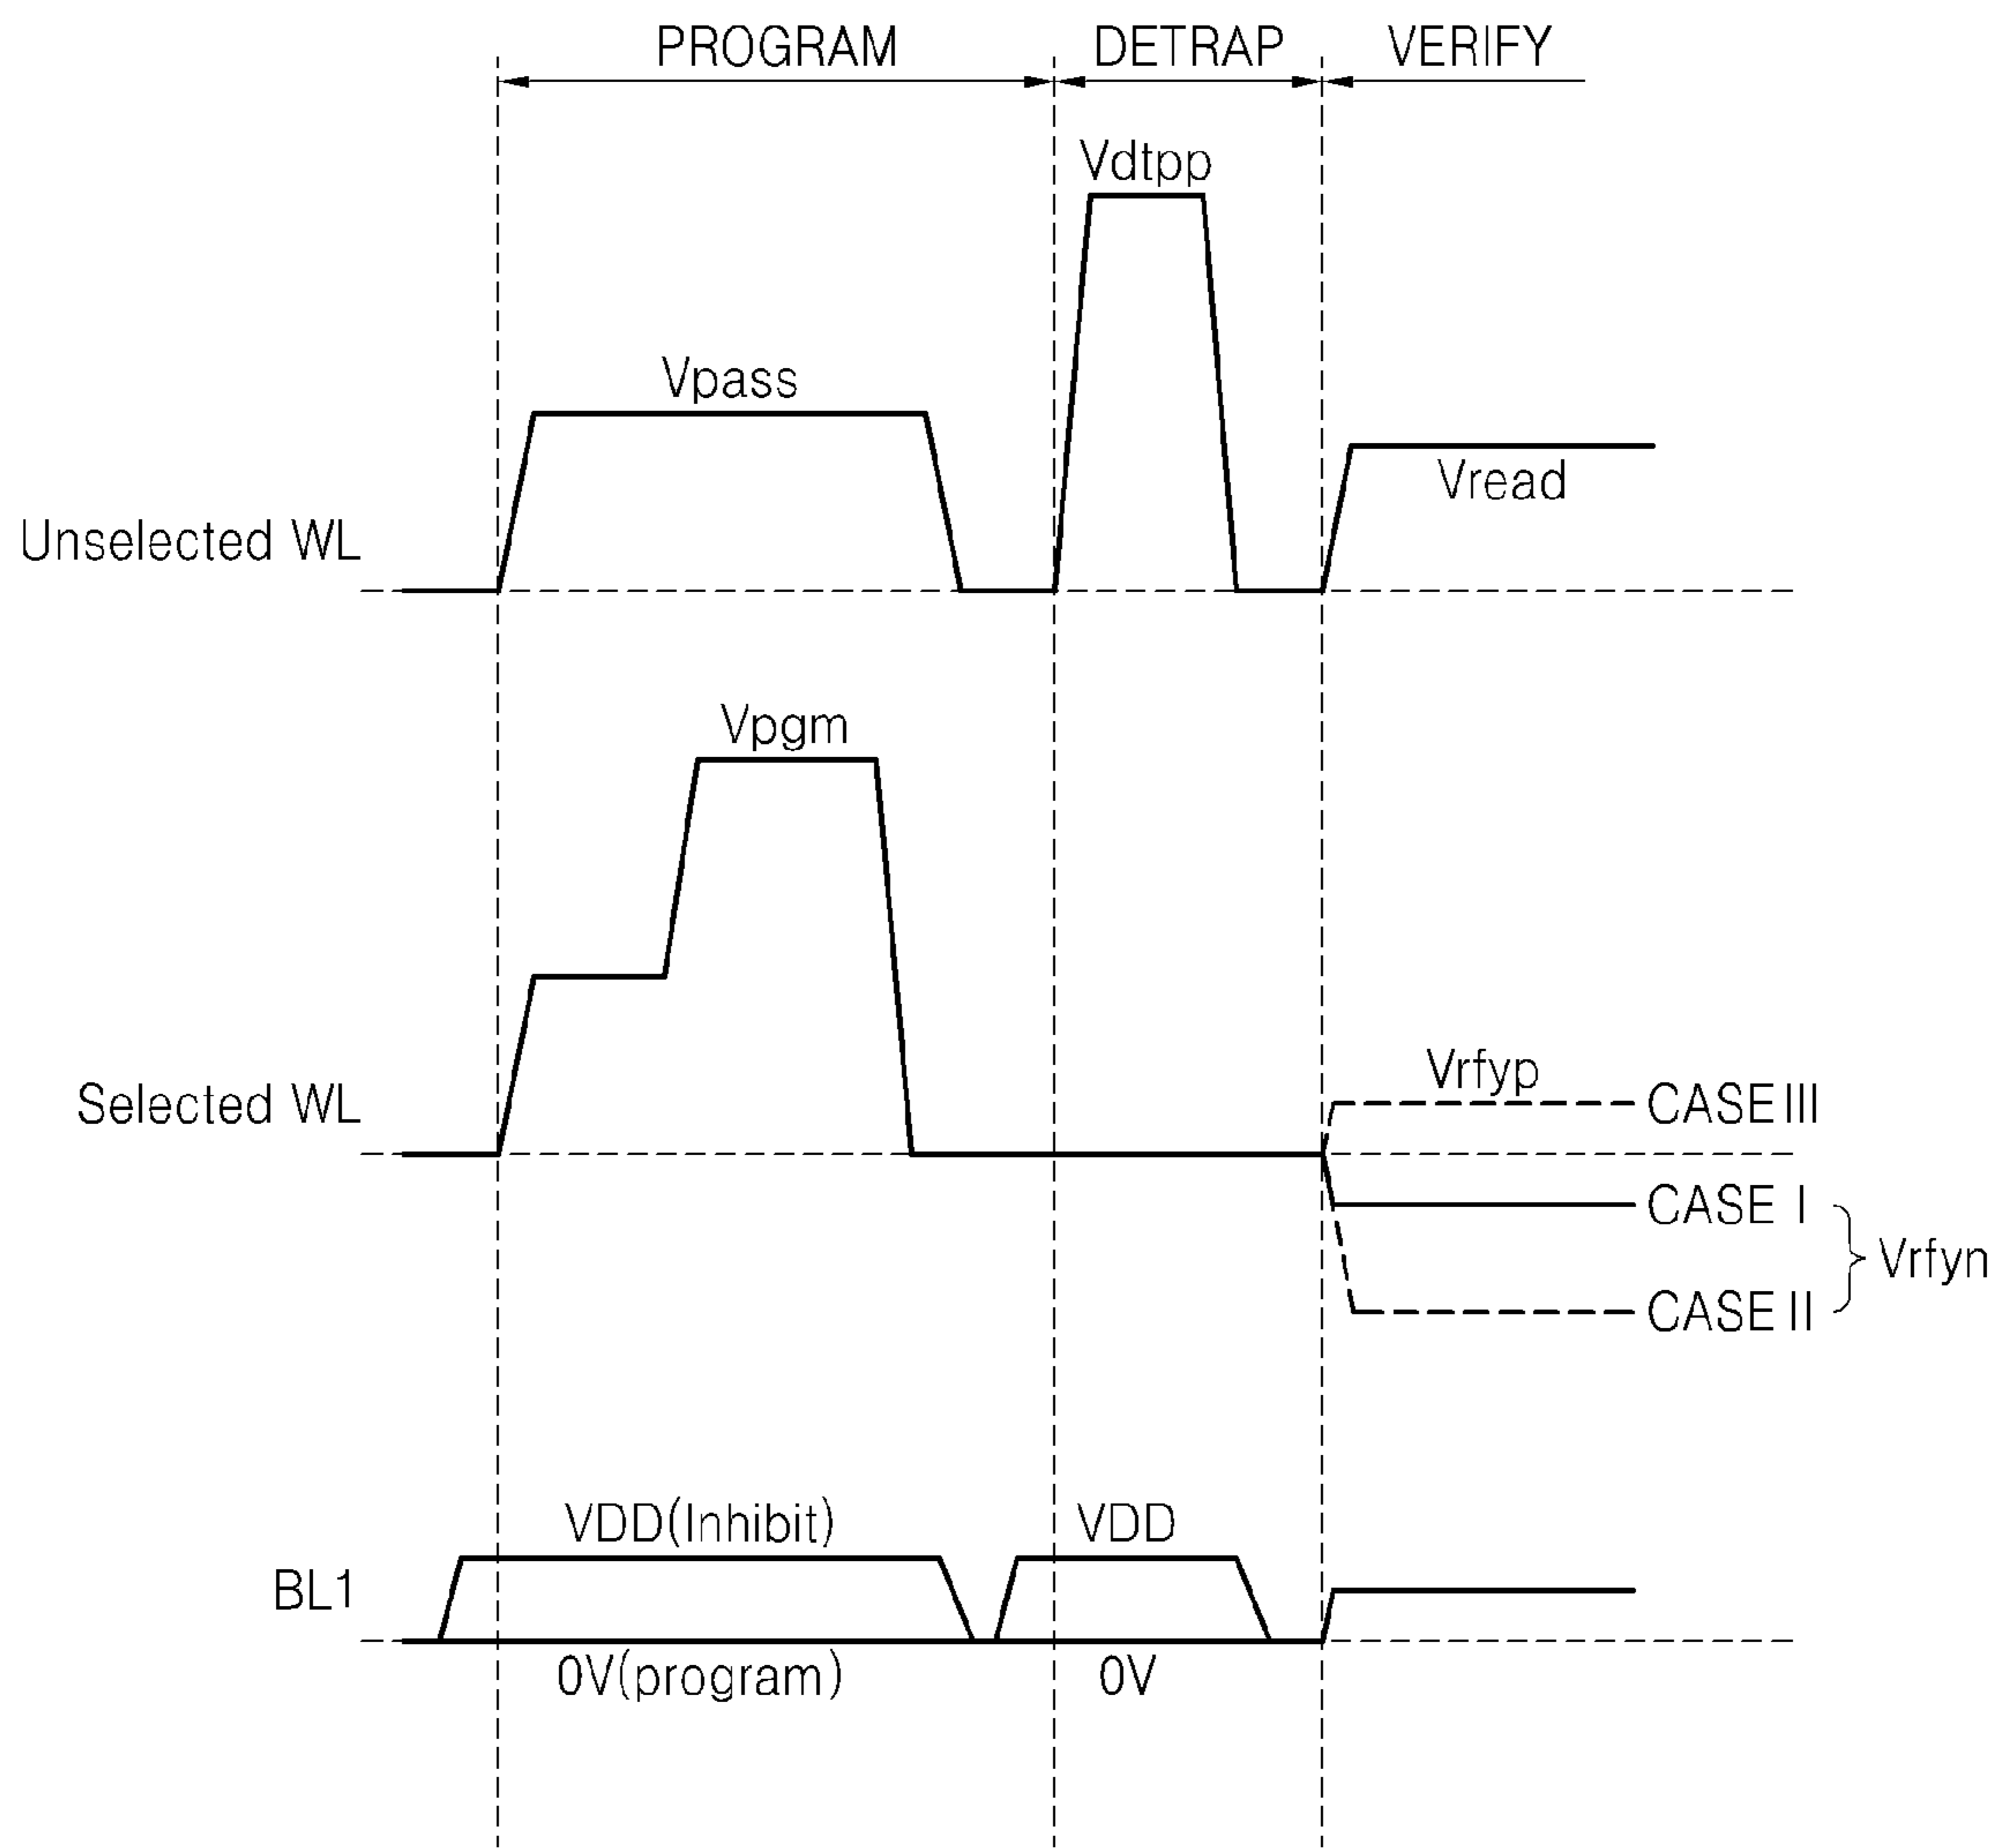 PROGRAM DETRAP VERIFY
Vdtpp
Vpass
Vread
Unselected WL
Vpgm
Vrfyp
Selected WL
CASE III
CASE I
Vrfyn
CASE II
VDD(Inhibit) VDD
BL1
0V(program) 0V